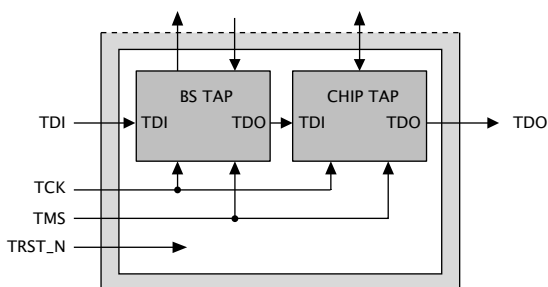 BS TAP
CHIP TAP
TDI
TDI
TDO
TDI
TDO
TDO
TCK
TMS
TRST_N